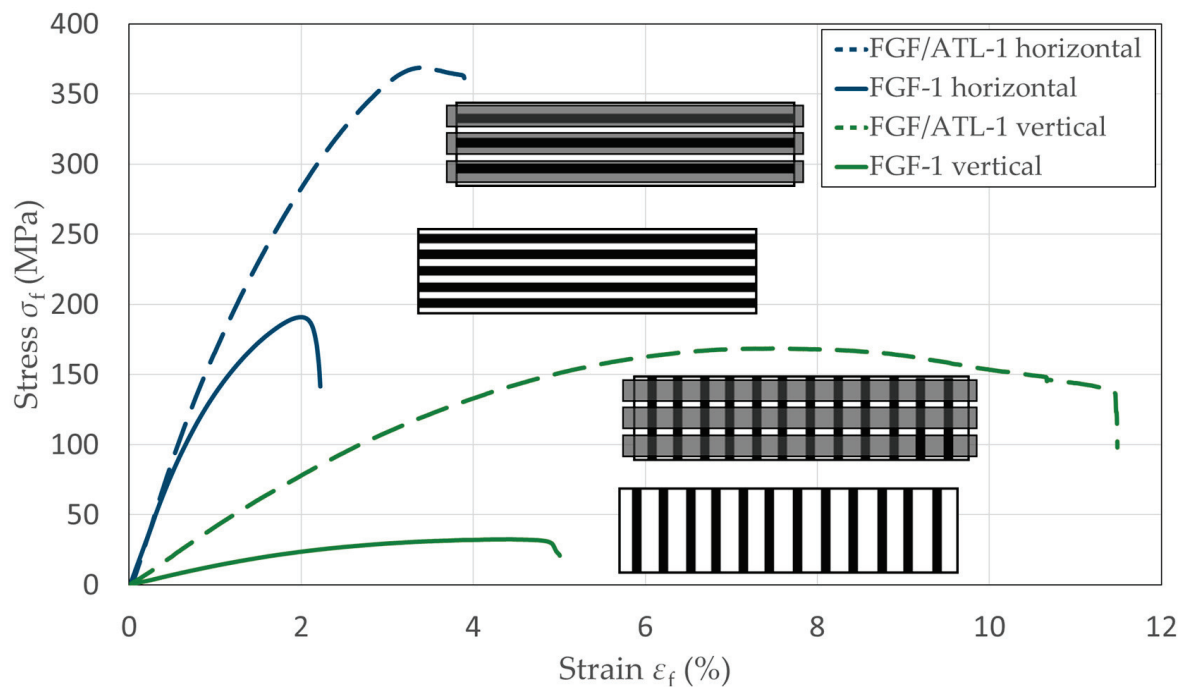 400
350
300
250
200
150
100
50
0
Stress σf (MPa)
FGF/ATL-1 horizontal
FGF-1 horizontal
FGF/ATL-1 vertical
FGF-1 vertical
0 2 4 6 8 10 12
Strain εf (%)